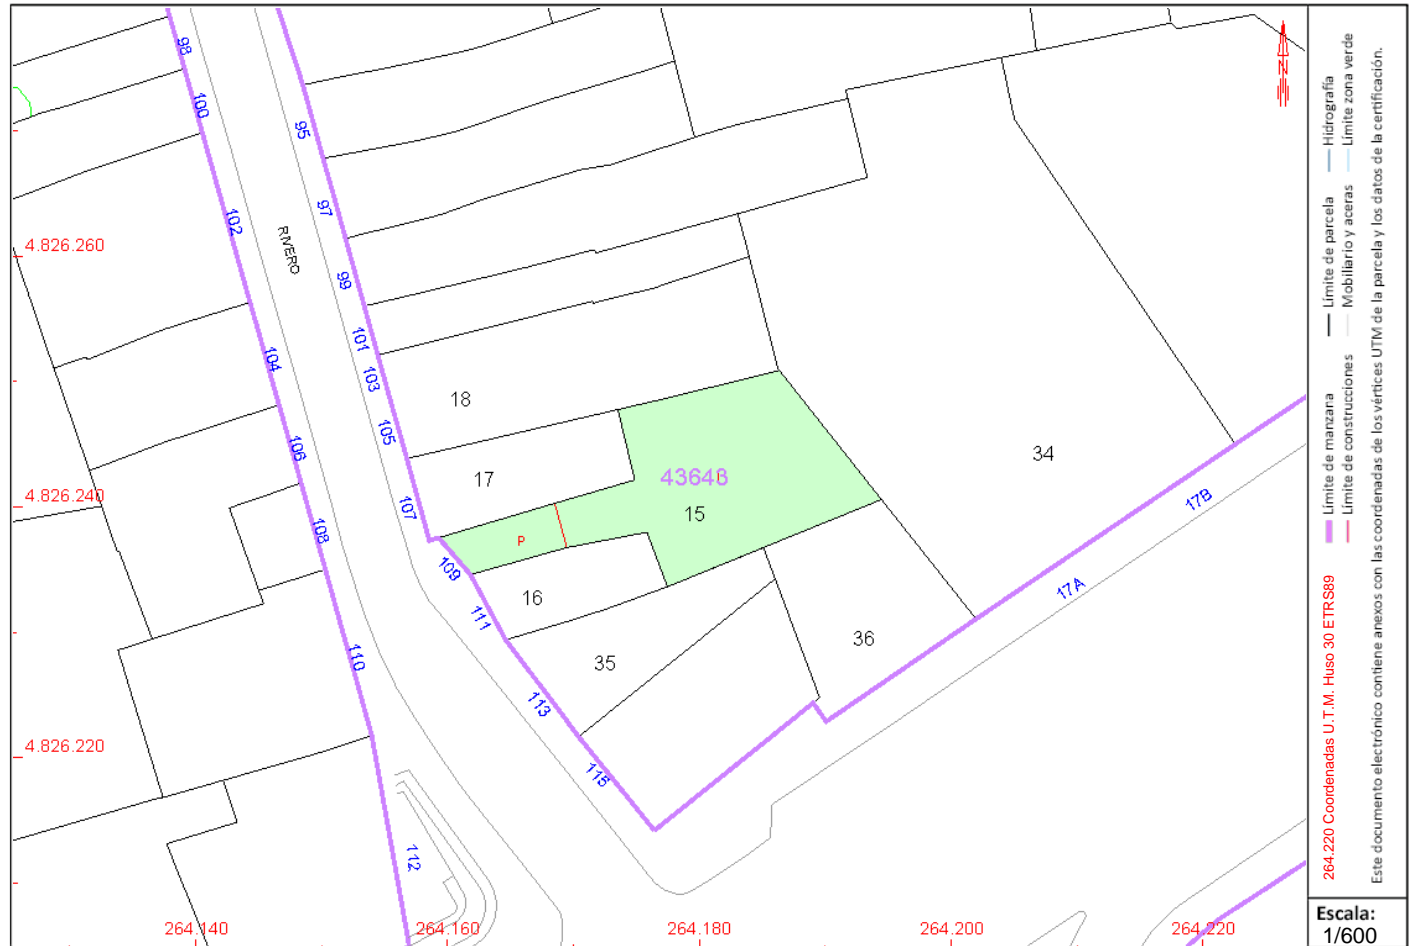 98
100
95
102
97
RIVERO
4.826.260
99
104
101
103
18
105
106
17
43648
I
34
4.826.240
107
15
17B
108
P
109
16
17A
111
36
110
35
113
4.826.220
115
112
264.140
264.160
264.180
264.200
264.220
N
Hidrografía
Límite zona verde
Límite de parcela
Mobiliario y aceras
Límite de manzana
Límite de construcciones
264.220 Coordenadas U.T.M. Huso 30 ETRS89
Este documento electrónico contiene anexos con las coordenadas de los vértices UTM de la parcela y los datos de la certificación.
Escala:
1/600